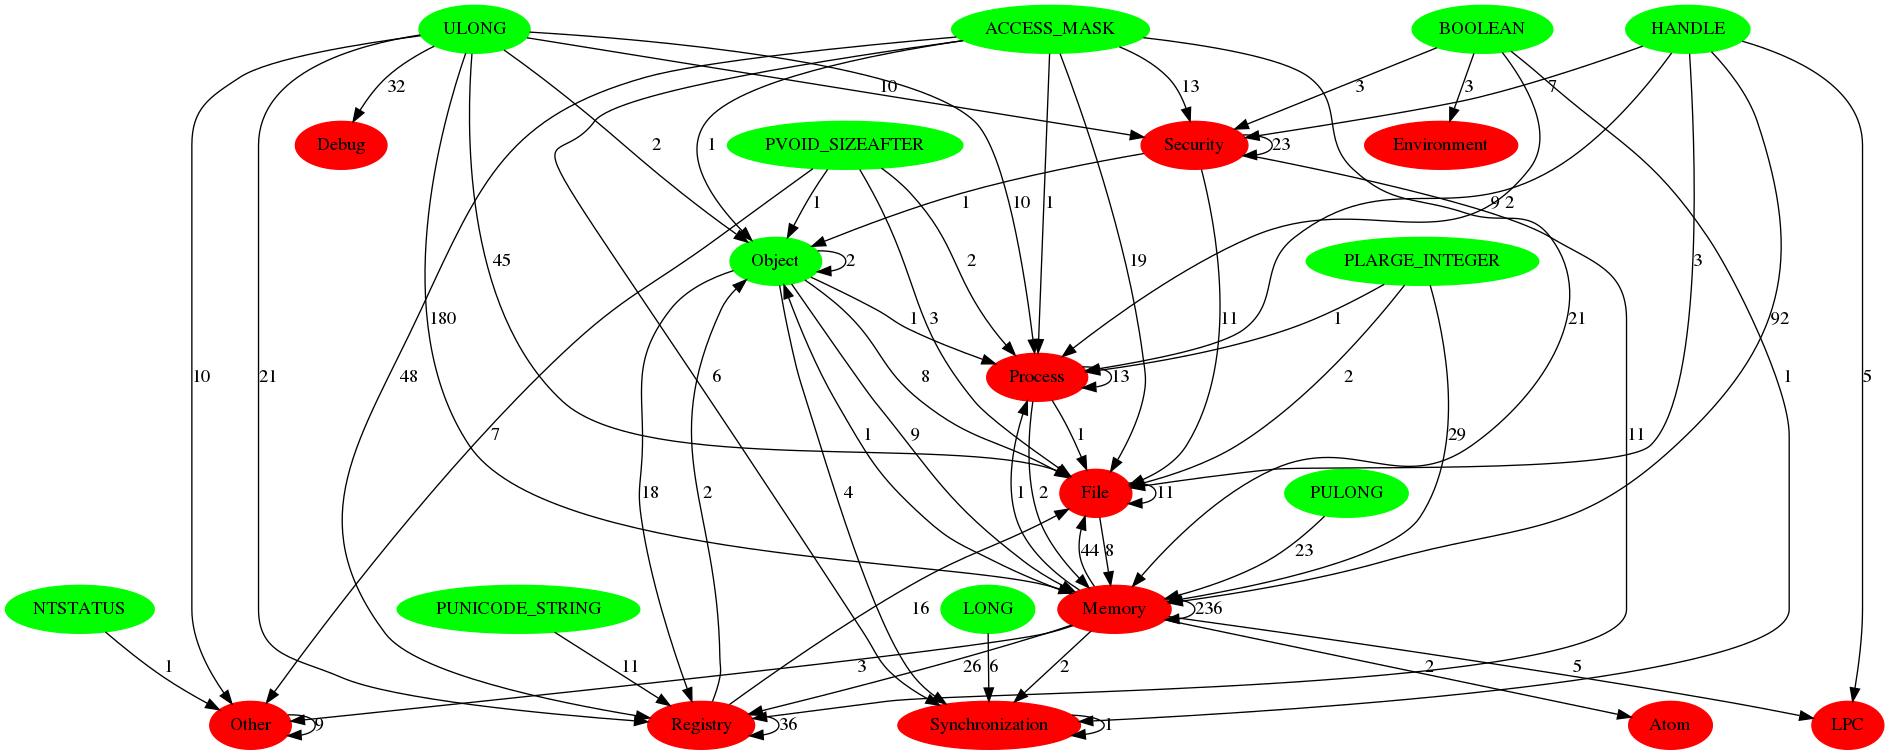 ULONG
ACCESS_MASK
BOOLEAN
HANDLE
32
10
13
3
3
7
Debug
PVOID_SIZEAFTER
Security
23
Environment
2
1
1
1
10
1
9
2
Object
2
2
45
19
PLARGE_INTEGER
3
180
1
3
11
1
21
92
10
21
48
6
8
Process
13
2
1
5
7
1
9
1
29
11
18
2
4
1
2
File
11
PULONG
44
8
23
NTSTATUS
PUNICODE_STRING
16
LONG
Memory
236
1
11
3
26
6
2
2
5
Other
9
Registry
36
Synchronization
1
Atom
LPC